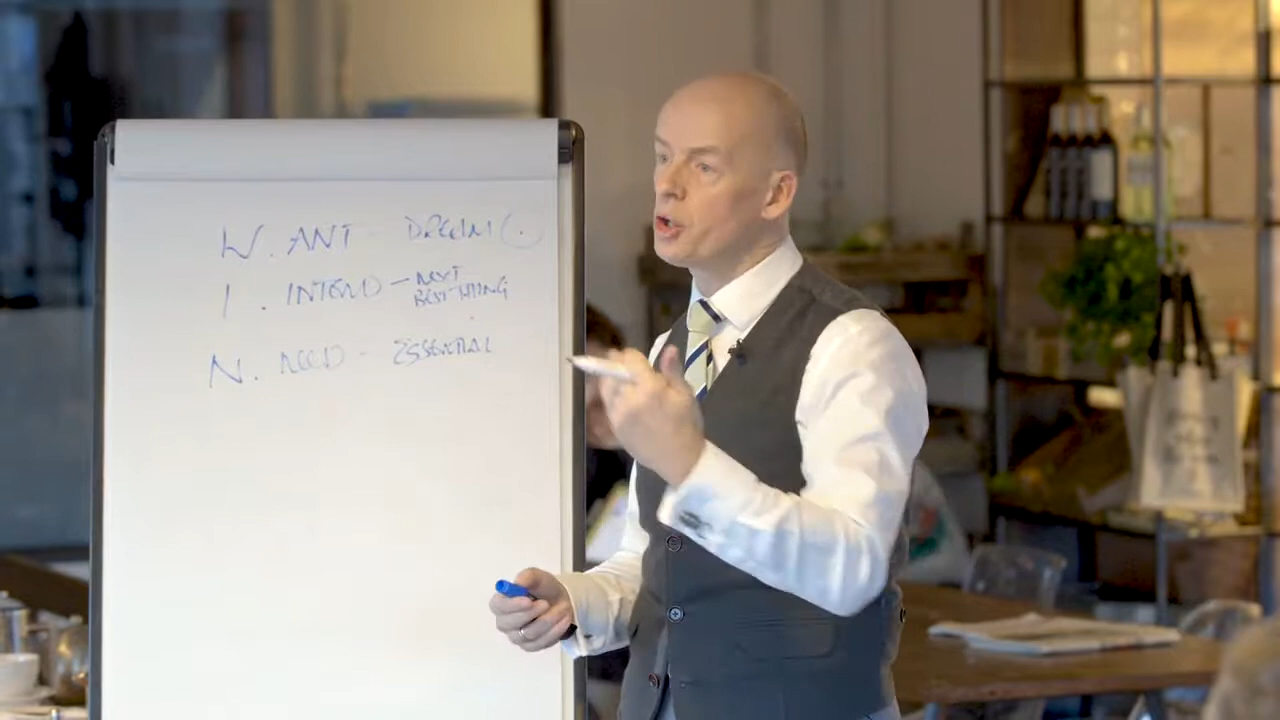 W. ANT - DREAM
I. INTEND - NEXT
BEST THING
N. NEED - ESSENTIAL